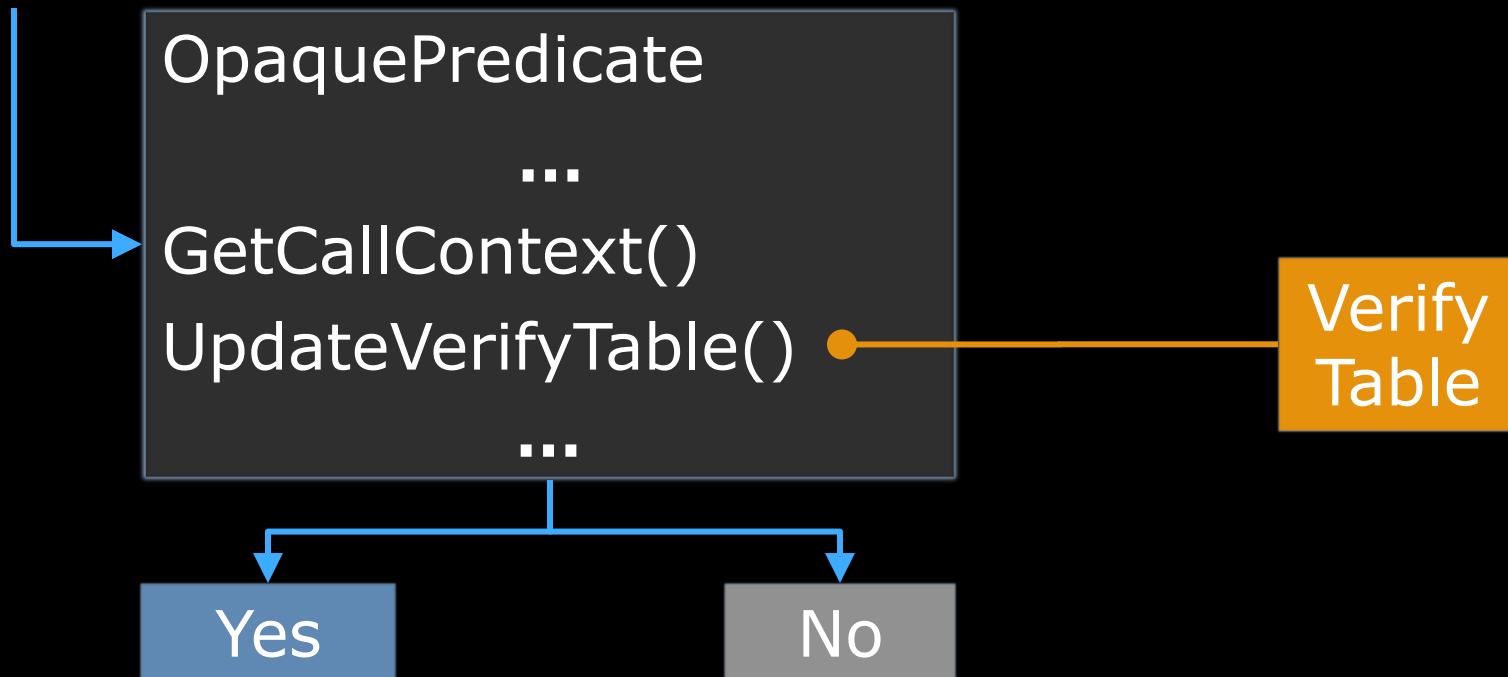 OpaquePredicate
...
GetCallContext()
UpdateVerifyTable()
...
Verify
Table
Yes
No